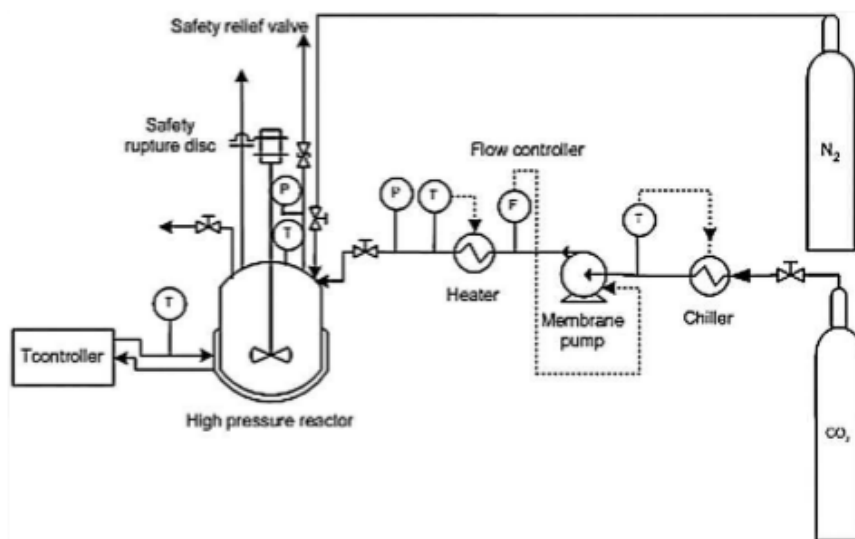 Safety relief valve
Safety
rupture disc
Flow controller
N2
P
P
T
F
T
T
T
Heater
Membrane
pump
Chiller
Tcontroller
High pressure reactor
CO2